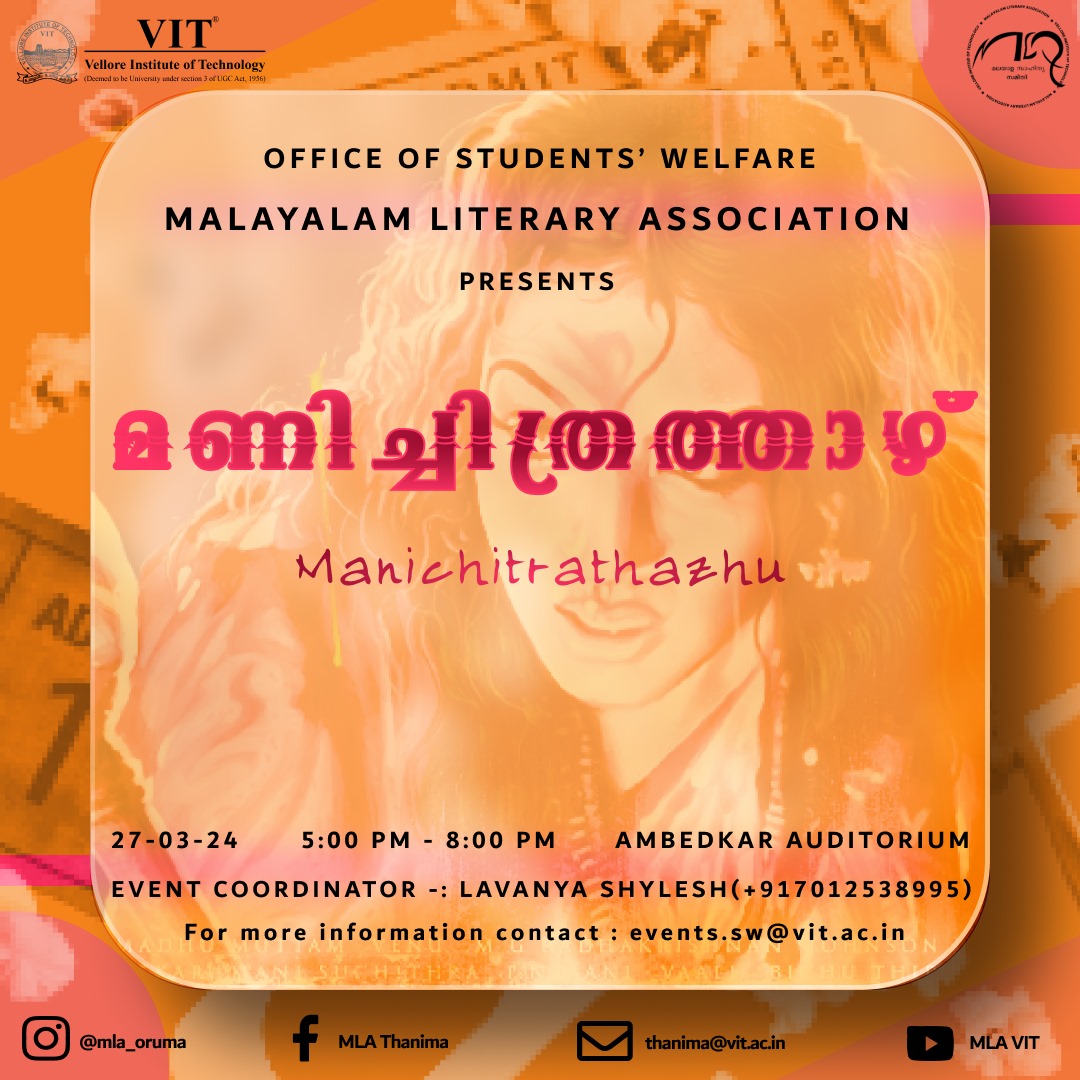 VIT®
Vellore Institute of Technology
(Deemed to be University under section 3 of UGC Act, 1956)
VIT
മലയാള സാഹിത്യ
സമിതി
OFFICE OF STUDENTS’ WELFARE
MALAYALAM LITERARY ASSOCIATION
PRESENTS
മണിച്ചിത്രത്താഴ്
Manichitrathazhu
27-03-24 5:00 PM - 8:00 PM AMBEDKAR AUDITORIUM
EVENT COORDINATOR -: LAVANYA SHYLESH(+917012538995)
For more information contact : events.sw@vit.ac.in
@mla_oruma MLA Thanima thanima@vit.ac.in MLA VIT